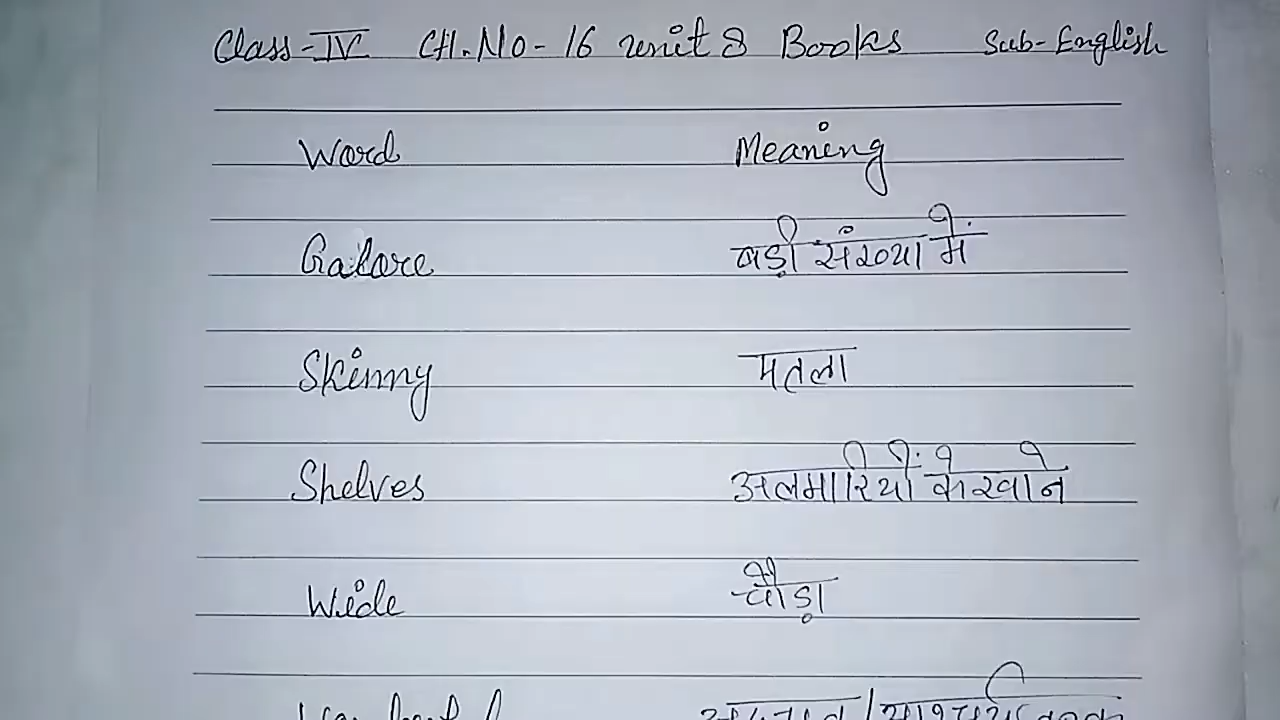 Class-IV CH.NO-16 unit 8 Books Sub-English
Word Meaning
Galore बड़ी संख्या में
Skinny पतला
Shelves अलमारियों के खाने
Wide चौड़ा